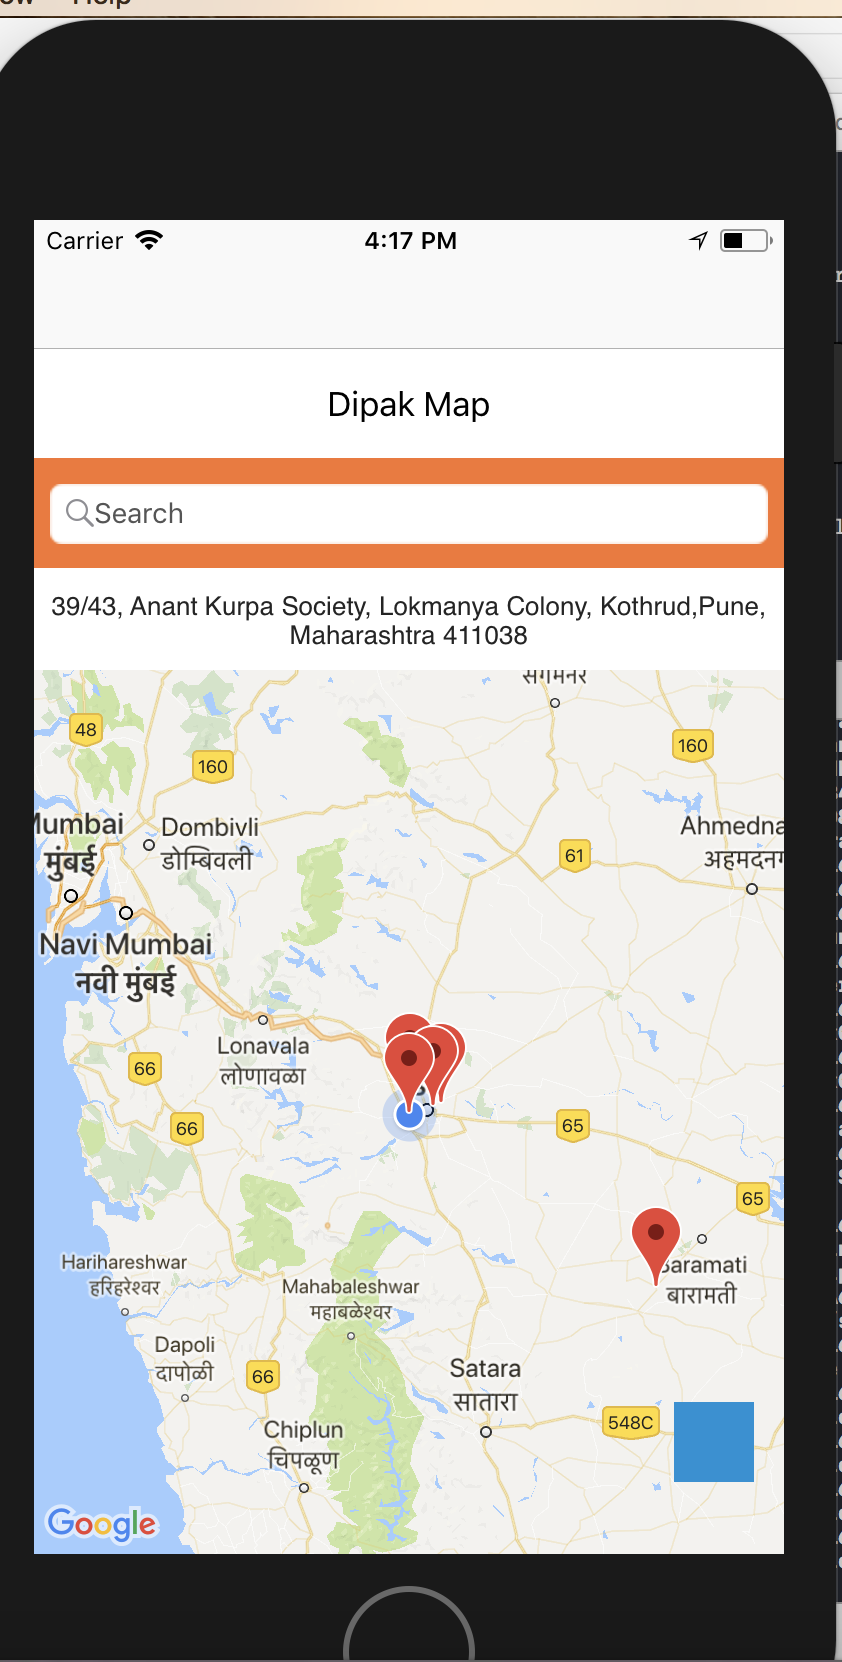 Help
Carrier
4:17 PM
Dipak Map
Search
39/43, Anant Kurpa Society, Lokmanya Colony, Kothrud,Pune,
Maharashtra 411038
संगमनेर
48
160
160
Mumbai
Dombivli
Ahmedna
मुंबई
डोम्बिवली
61
अहमदनग
Navi Mumbai
नवी मुंबई
Lonavala
लोणावळा
66
66
65
65
Harihareshwar
हरिहरेश्वर
Baramati
बारामती
Mahabaleshwar
महाबळेश्वर
Dapoli
दापोली
66
Satara
सातारा
548C
Chiplun
चिपळूण
Google